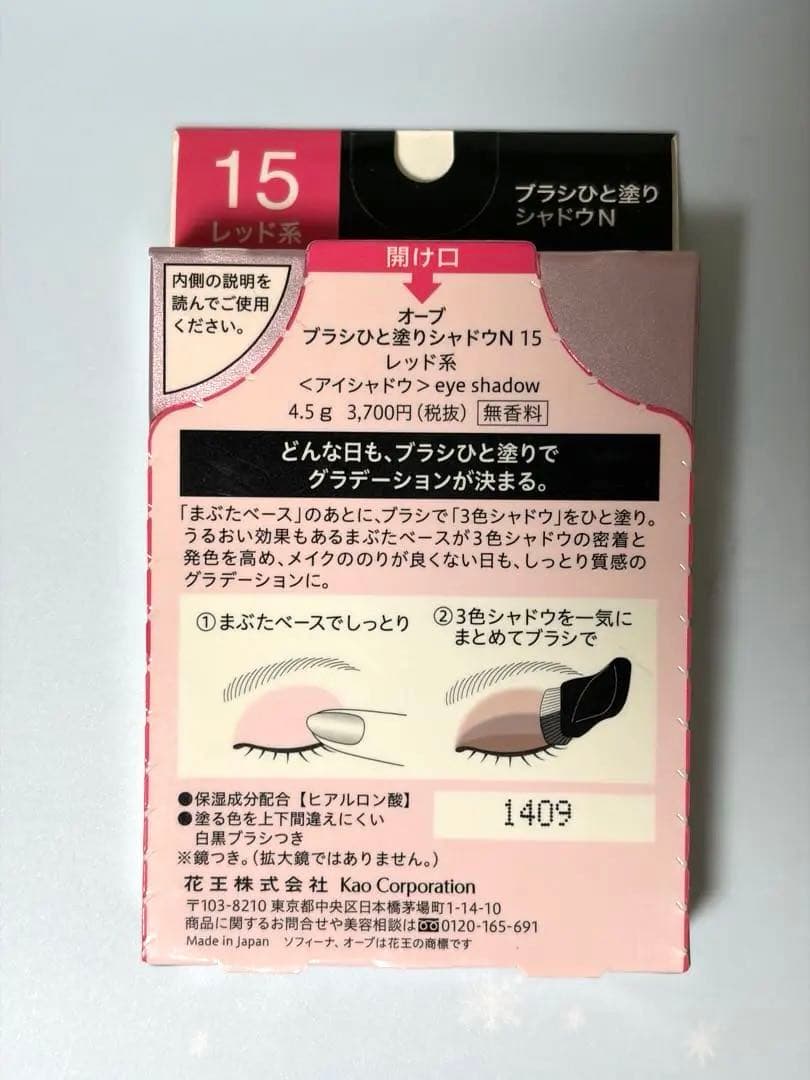 15
レッド系
ブラシひと塗り
シャドウN
開け口
内側の説明を
読んでご使用
ください。
オーブ
ブラシひと塗りシャドウN 15
レッド系
<アイシャドウ> eye shadow
4.5g 3,700円(税抜) 無香料
どんな日も、ブラシひと塗りで
グラデーションが決まる。
「まぶたベース」のあとに、ブラシで「3色シャドウ」をひと塗り。
うるおい効果もあるまぶたベースが3色シャドウの密着と
発色を高め、メイクののりが良くない日も、しっとり質感の
グラデーションに。
①まぶたベースでしっとり
②3色シャドウを一気に
まとめてブラシで
●保湿成分配合【ヒアルロン酸】
●塗る色を上下間違えにくい
白黒ブラシつき
※鏡つき。(拡大鏡ではありません。)
1409
花王株式会社 Kao Corporation
〒103-8210 東京都中央区日本橋茅場町1-14-10
商品に関するお問合せや美容相談は 0120-165-691
Made in Japan ソフィーナ、オーブは花王の商標です